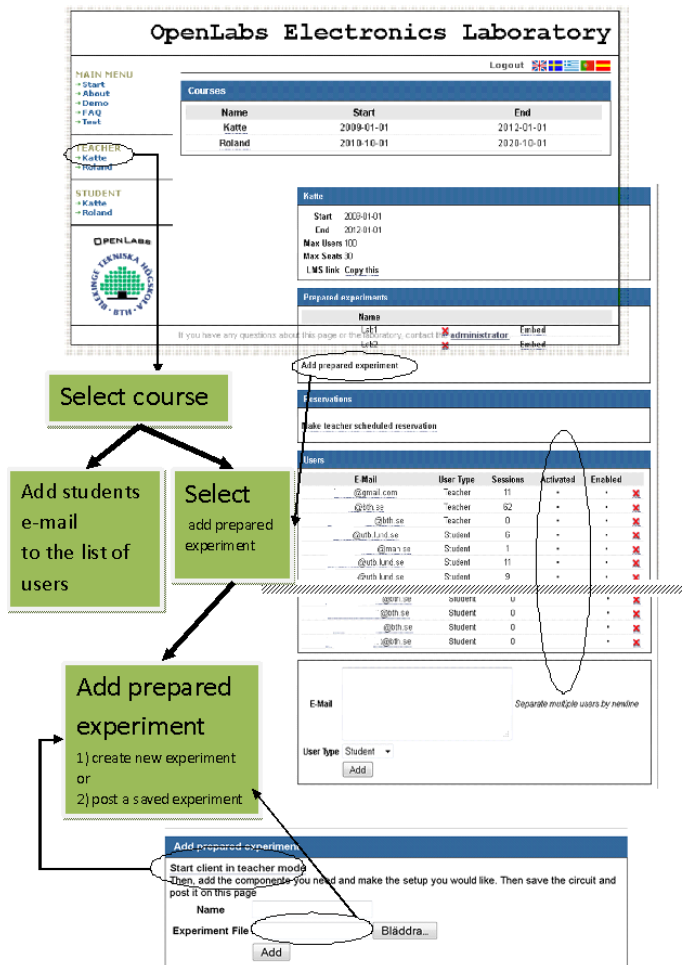 OpenLabs Electronics Laboratory
Logout
MAIN MENU
Start
About
Demo
FAQ
Test
TEACHER
Katte
Roland
STUDENT
Katte
Roland
OPENLABS
BLEKINGE TEKNISKA HÖGSKOLA
BTH
Courses
Name Start End
Katte 2009-01-01 2012-01-01
Roland 2010-10-01 2020-10-01
Katte
Start 2009-01-01
End 2012-01-01
Max Users 100
Max Seats 30
LMS link Copy this
Prepared experiments
Name
Lab1 Embed
If you have any questions about this page or the laboratory, contact the administrator
Lab2 Embed
Add prepared experiment
Reservations
Make teacher scheduled reservation
Users
E-Mail User Type Sessions Activated Enabled
@gmail.com Teacher 11
@bth.se Teacher 62
@bth.se Teacher 0
@utb.lund.se Student 6
@man.se Student 1
@utb.lund.se Student 11
@utb.lund.se Student 9
@bth.se Student 0
@bth.se Student 0
@bth.se Student 0
@bth.se Student 0
E-Mail
Separate multiple users by newline
User Type Student
Add
Select course
Add students
e-mail
to the list of
users
Select
add prepared
experiment
Add prepared
experiment
1) create new experiment
or
2) post a saved experiment
Add prepared experiment
Start client in teacher mode
Then, add the components you need and make the setup you would like. Then save the circuit and
post it on this page
Name
Experiment File Bläddra...
Add